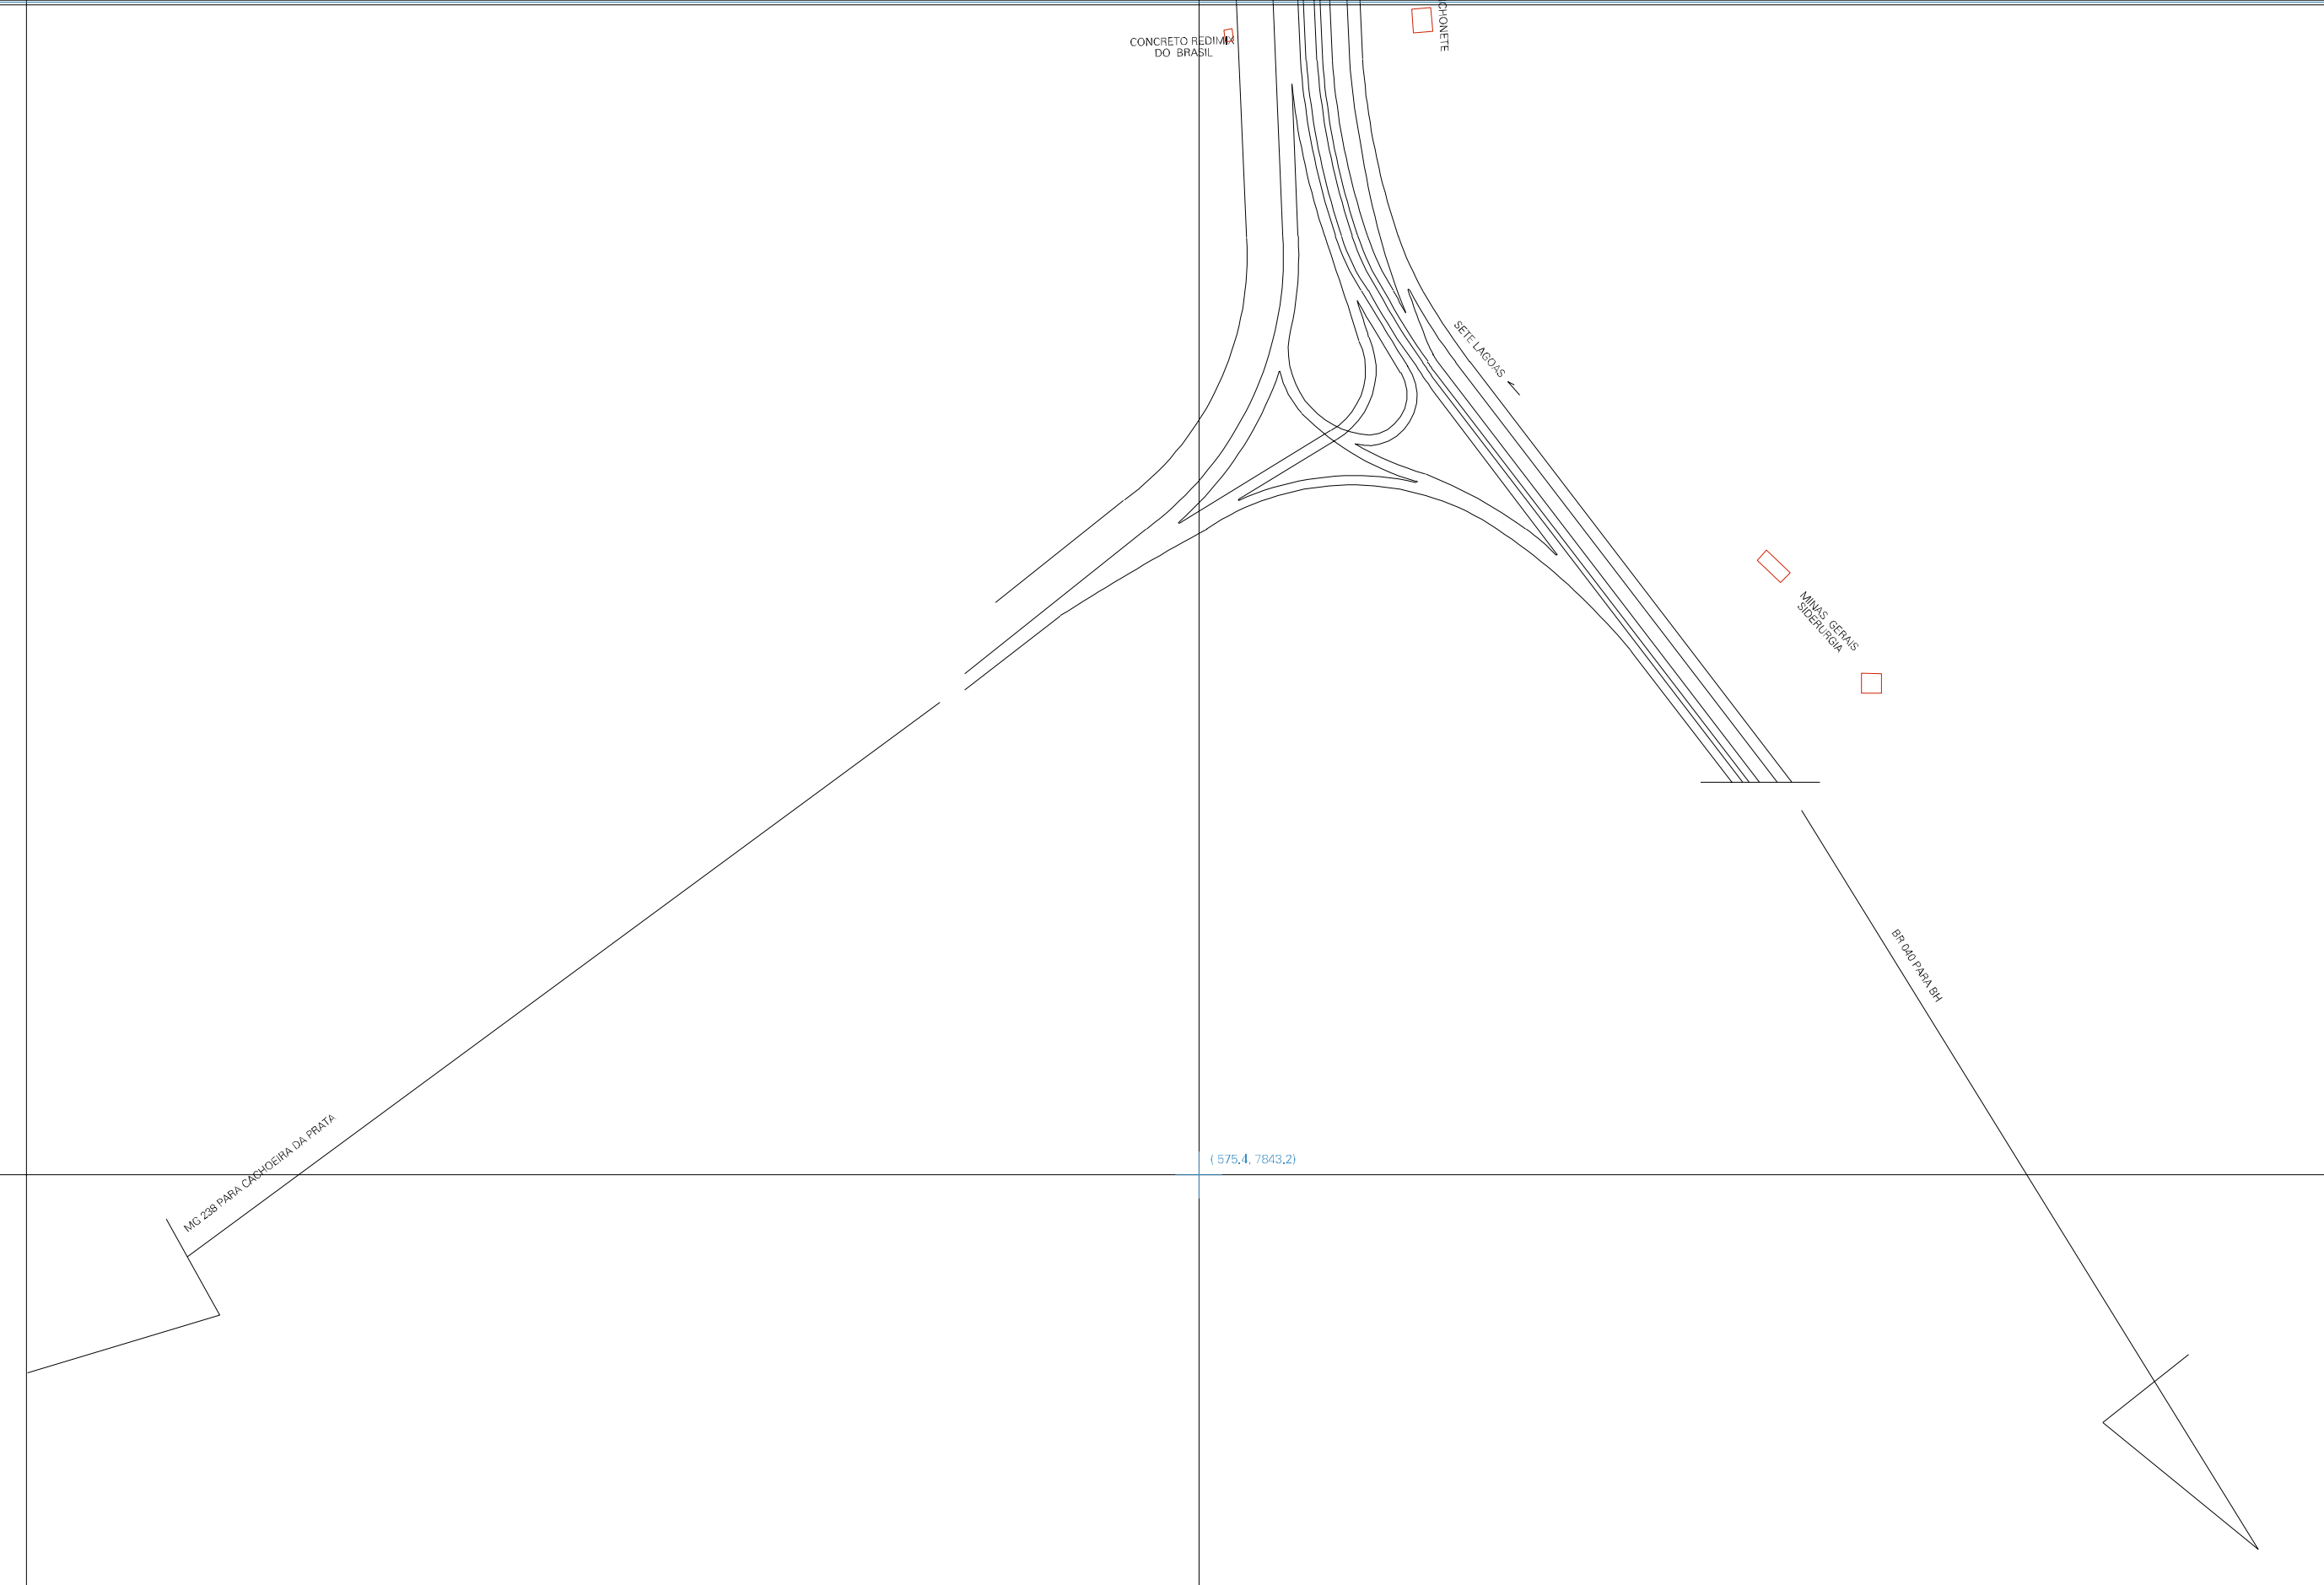 CONCRETO REDIMIX
DO BRASIL
CHONETE
SETE LAGOAS
MINAS GERAIS
SIDERURGIA
BR 040 PARA BH
MG 238 PARA CACHOEIRA DA PRATA
( 575.4, 7843.2)